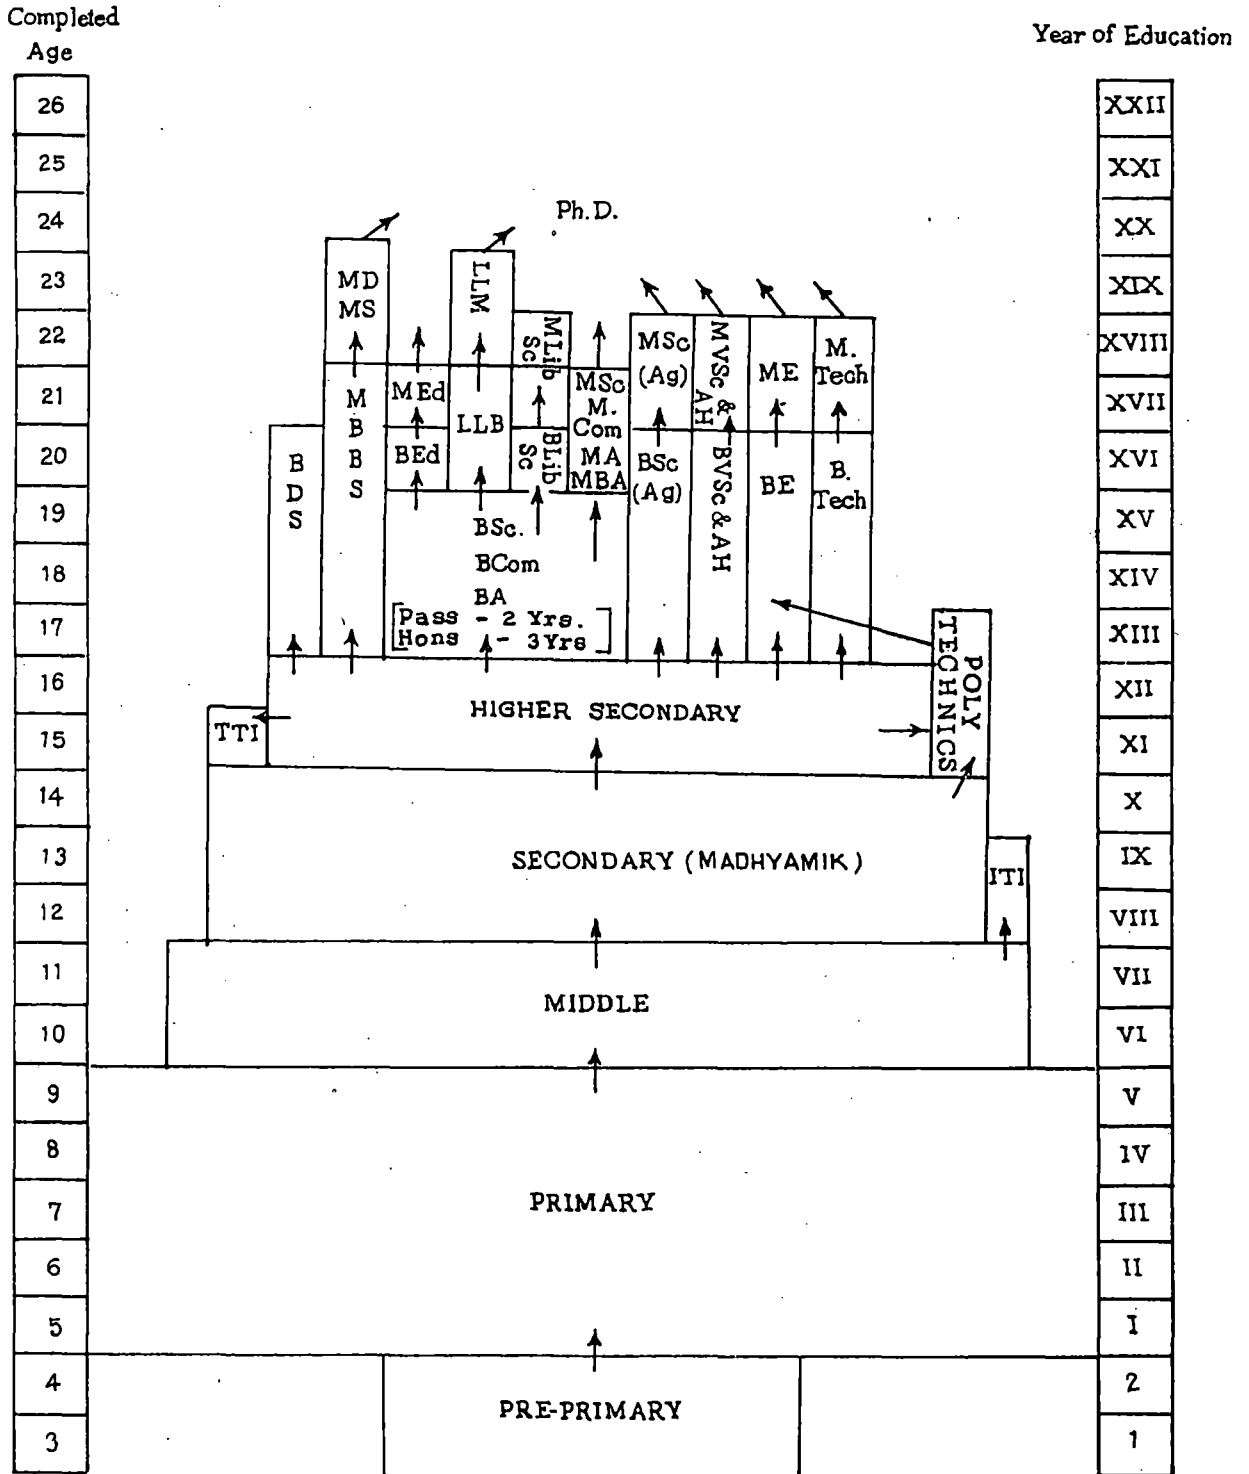 Completed
Age
Year of Education
26
XXII
25
XXI
24
Ph.D.
XX
23
MD
MS
LLM
XIX
22
MLib
Sc
MSc
(Ag)
MVSc &
AH
M.
Tech
XVIII
21
M
B
B
S
MEd
LLB
MSc
M.
Com
MA
MBA
ME
XVII
20
B
D
S
BEd
BLib
Sc
BSc
(Ag)
BVSc & AH
BE
B.
Tech
XVI
19
BSc.
BCom
BA
XV
18
XIV
17
[Pass - 2 Yrs.
Hons - 3Yrs]
XIII
POLY
TECHNICS
16
HIGHER SECONDARY
XII
15
TTI
XI
14
X
13
SECONDARY (MADHYAMIK)
ITI
IX
12
VIII
11
VII
MIDDLE
10
VI
9
V
8
IV
7
PRIMARY
III
6
II
5
I
4
PRE-PRIMARY
2
3
1